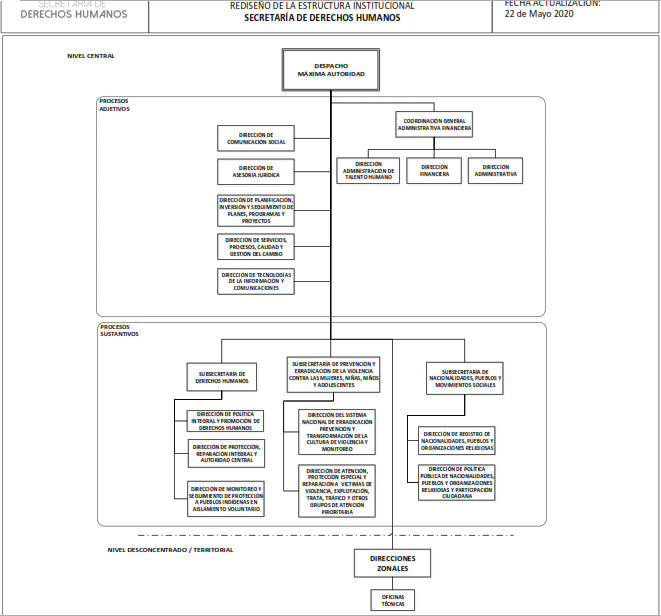 SECRETARÍA DE
DERECHOS HUMANOS
REDISEÑO DE LA ESTRUCTURA INSTITUCIONAL
SECRETARÍA DE DERECHOS HUMANOS
FECHA ACTUALIZACIÓN:
22 de Mayo 2020
NIVEL CENTRAL
DESPACHO
MÁXIMA AUTORIDAD
PROCESOS
ADJETIVOS
COORDINACIÓN GENERAL
ADMINISTRATIVA FINANCIERA
DIRECCIÓN DE
COMUNICACIÓN SOCIAL
DIRECCIÓN DE
ASESORÍA JURÍDICA
DIRECCIÓN
ADMINISTRACIÓN DE
TALENTO HUMANO
DIRECCIÓN
FINANCIERA
DIRECCIÓN
ADMINISTRATIVA
DIRECCIÓN DE PLANIFICACIÓN,
INVERSIÓN Y SEGUIMIENTO DE
PLANES, PROGRAMAS Y
PROYECTOS
DIRECCIÓN DE SERVICIOS,
PROCESOS, CALIDAD Y
GESTIÓN DEL CAMBIO
DIRECCIÓN DE TECNOLOGÍAS
DE LA INFORMACIÓN Y
COMUNICACIONES
PROCESOS
SUSTANTIVOS
SUBSECRETARÍA DE
DERECHOS HUMANOS
SUBSECRETARÍA DE PREVENCIÓN Y
ERRADICACIÓN DE LA VIOLENCIA
CONTRA LAS MUJERES, NIÑAS, NIÑOS
Y ADOLESCENTES
SUBSECRETARÍA DE
NACIONALIDADES, PUEBLOS Y
MOVIMIENTOS SOCIALES
DIRECCIÓN DE POLÍTICA
INTEGRAL Y PROMOCIÓN DE
DERECHOS HUMANOS
DIRECCIÓN DE PROTECCIÓN,
REPARACIÓN INTEGRAL Y
AUTORIDAD CENTRAL
DIRECCIÓN DE MONITOREO Y
SEGUIMIENTO DE PROTECCIÓN
A PUEBLOS INDÍGENAS EN
AISLAMIENTO VOLUNTARIO
DIRECCIÓN DEL SISTEMA
NACIONAL DE ERRADICACIÓN
PREVENCIÓN Y
TRANSFORMACIÓN DE LA
CULTURA DE VIOLENCIA Y
MONITOREO
DIRECCIÓN DE ATENCIÓN,
PROTECCIÓN ESPECIAL Y
REPARACIÓN A VÍCTIMAS DE
VIOLENCIA, EXPLOTACIÓN,
TRATA, TRÁFICO Y OTROS
GRUPOS DE ATENCIÓN
PRIORITARIA
DIRECCIÓN DE REGISTRO DE
NACIONALIDADES, PUEBLOS Y
ORGANIZACIONES RELIGIOSAS
DIRECCIÓN DE POLÍTICA
PÚBLICA DE NACIONALIDADES,
PUEBLOS Y ORGANIZACIONES
RELIGIOSAS Y PARTICIPACIÓN
CIUDADANA
NIVEL DESCONCENTRADO / TERRITORIAL
DIRECCIONES
ZONALES
OFICINAS
TÉCNICAS